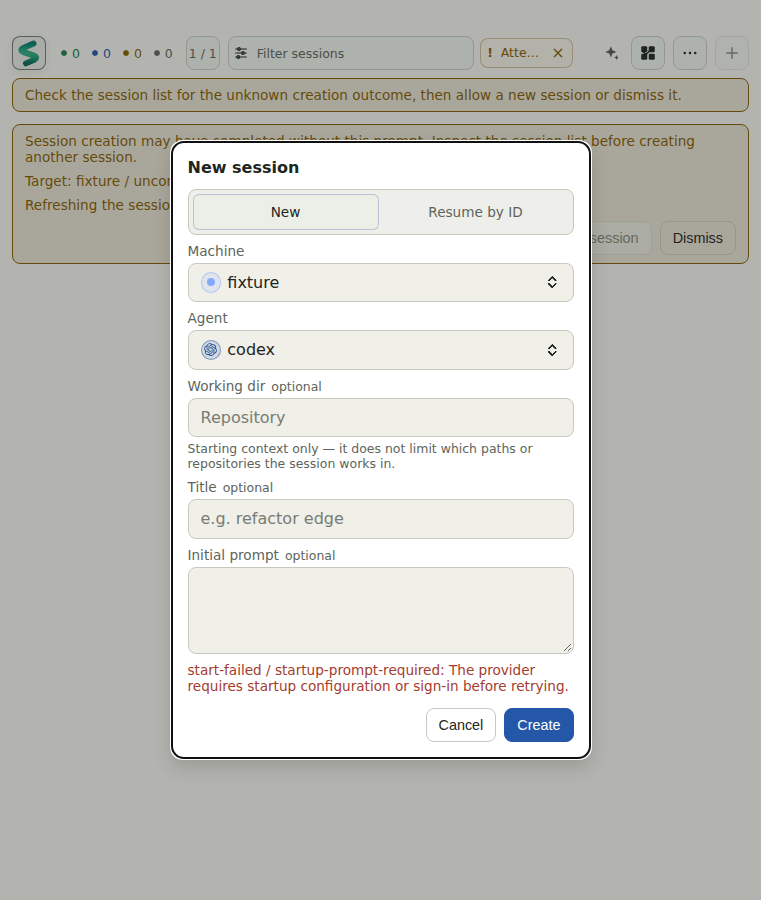 0 0 0 0 1 / 1 Filter sessions ! Atte...
Check the session list for the unknown creation outcome, then allow a new session or dismiss it.
Session creation may have completed without this prompt. Inspect the session list before creating
another session.
Target: fixture / uncon
Refreshing the sessio
session Dismiss
New session
New Resume by ID
Machine
fixture
Agent
codex
Working dir optional
Repository
Starting context only — it does not limit which paths or
repositories the session works in.
Title optional
e.g. refactor edge
Initial prompt optional
start-failed / startup-prompt-required: The provider
requires startup configuration or sign-in before retrying.
Cancel Create